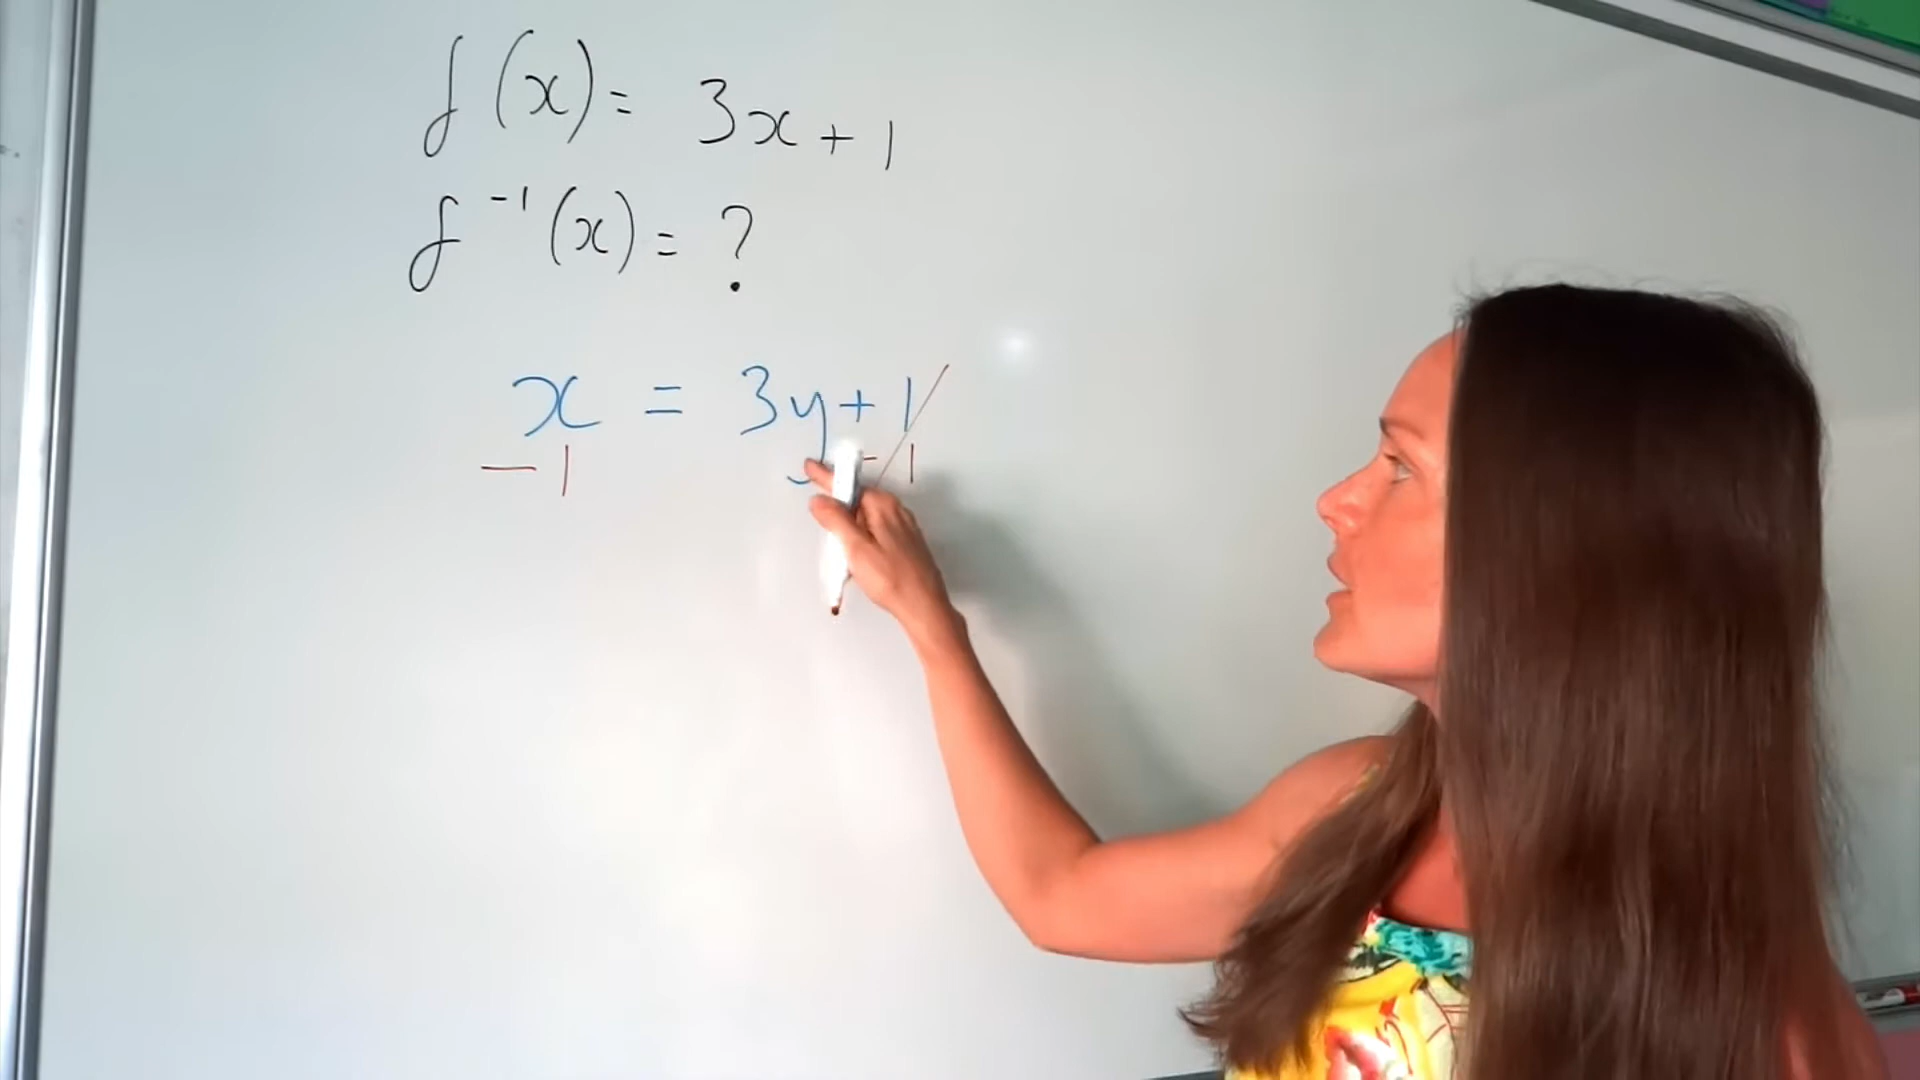 f(x) = 3x + 1
f⁻¹(x) = ?
x = 3y + 1
− 1 − 1